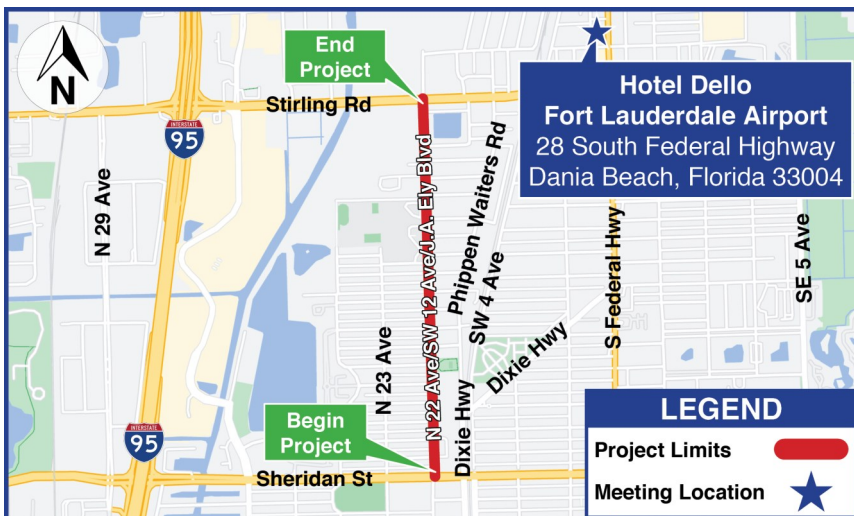 N
End
Project
Stirling Rd
INTERSTATE
95
Hotel Dello
Fort Lauderdale Airport
28 South Federal Highway
Dania Beach, Florida 33004
N 29 Ave
N 22 Ave/SW 12 Ave/J.A. Ely Blvd
Phippen Waiters Rd
SW 4 Ave
S Federal Hwy
SE 5 Ave
N 23 Ave
Dixie Hwy
Dixie Hwy
Begin
Project
INTERSTATE
95
Sheridan St
LEGEND
Project Limits
Meeting Location